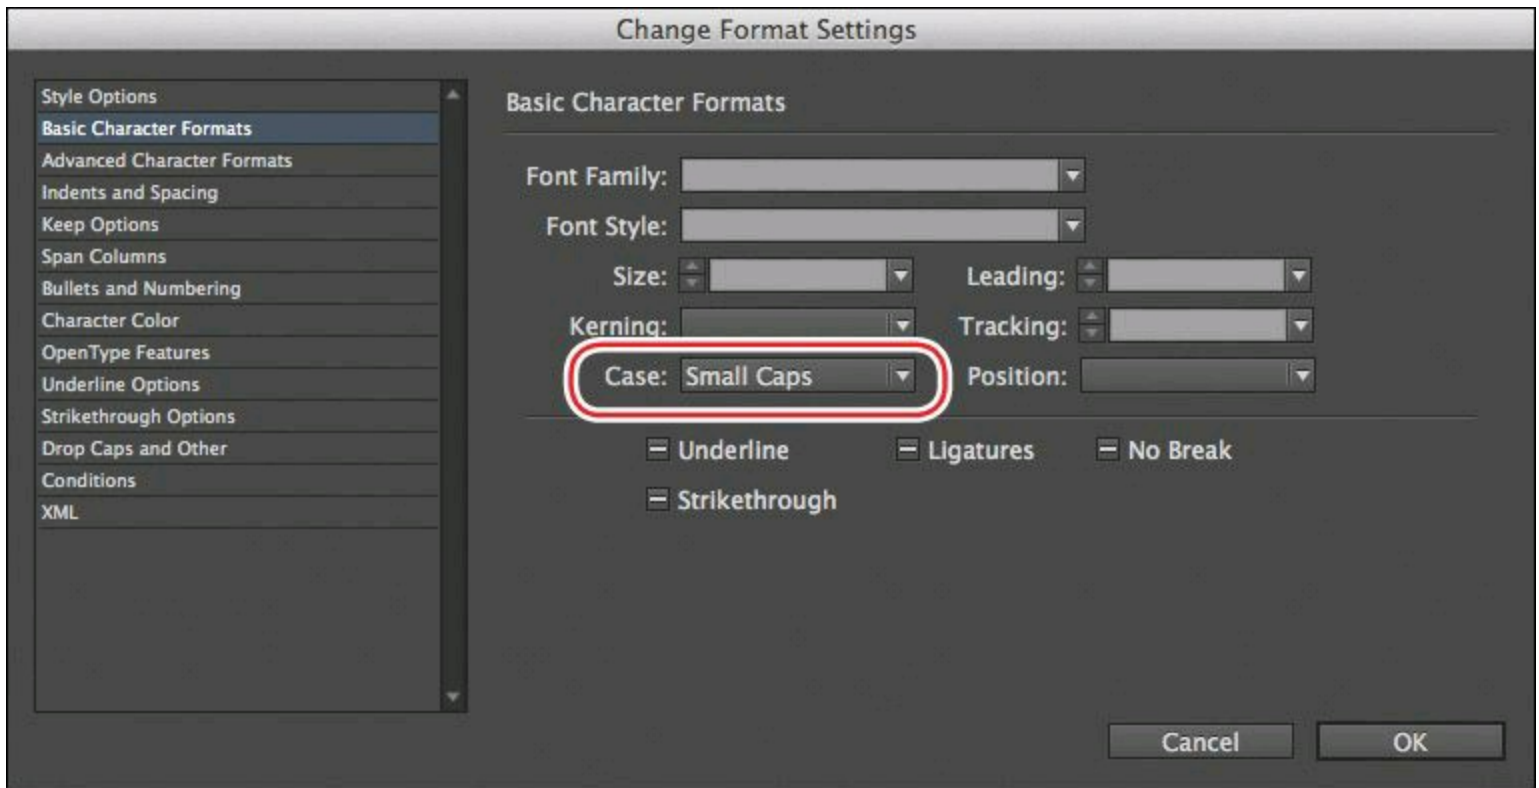 Change Format Settings
Style Options
Basic Character Formats
Advanced Character Formats
Indents and Spacing
Keep Options
Span Columns
Bullets and Numbering
Character Color
OpenType Features
Underline Options
Strikethrough Options
Drop Caps and Other
Conditions
XML
Basic Character Formats
Font Family:
Font Style:
Size: Leading:
Kerning: Tracking:
Case: Small Caps Position:
Underline Ligatures No Break
Strikethrough
Cancel OK